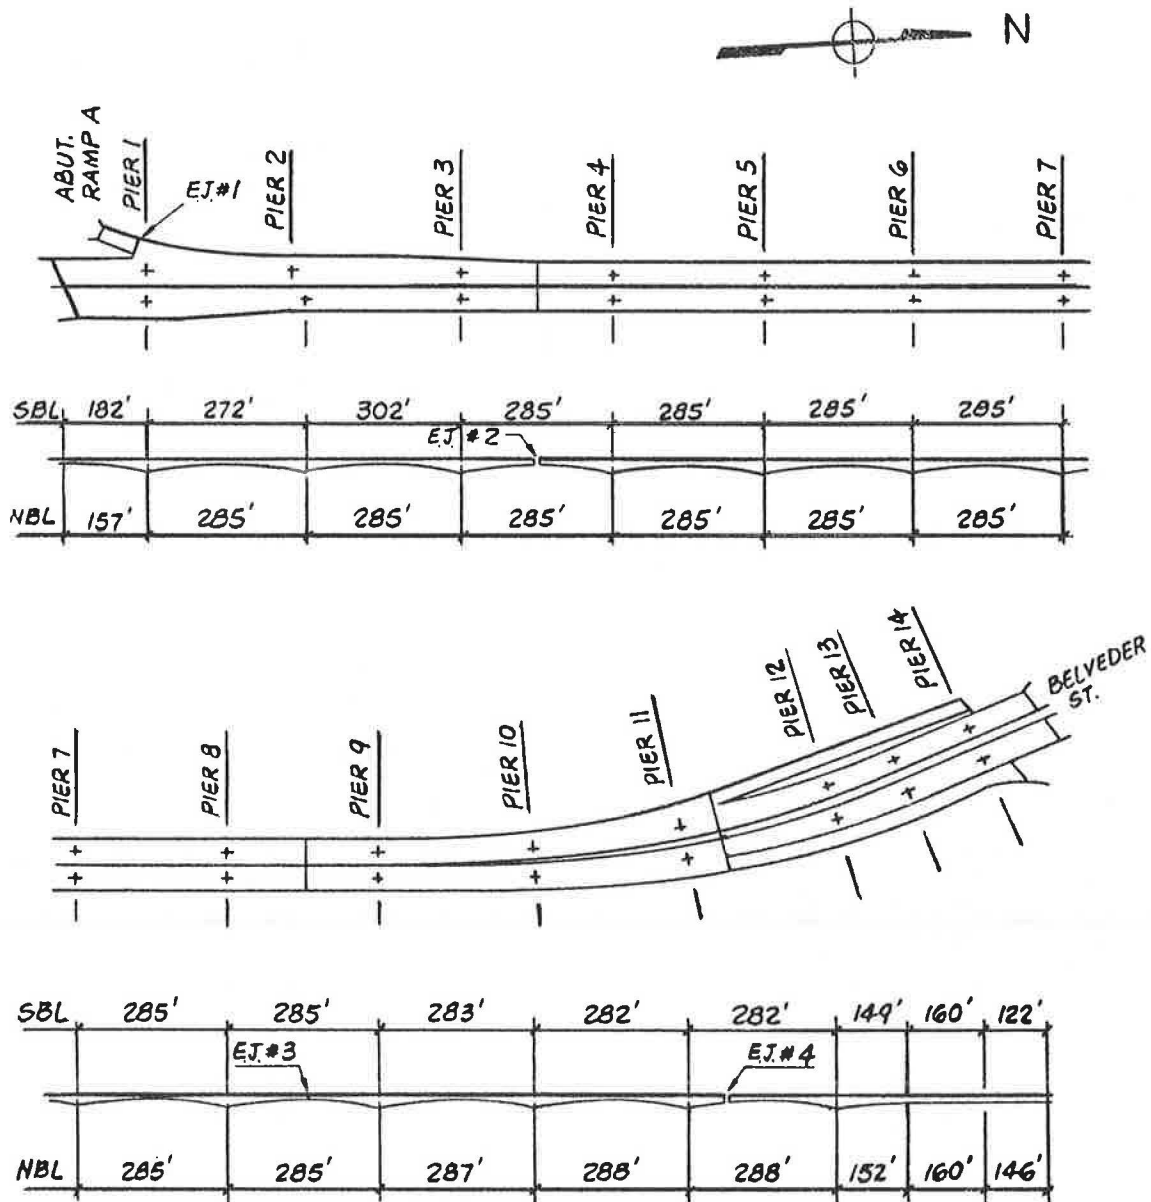 N
ABUT.
RAMP A
PIER 1
E.J.#1
PIER 2
PIER 3
PIER 4
PIER 5
PIER 6
PIER 7
SBL 182' 272' 302' 285' 285' 285' 285'
E.J. #2
NBL 157' 285' 285' 285' 285' 285' 285'
PIER 7
PIER 8
PIER 9
PIER 10
PIER 11
PIER 12
PIER 13
PIER 14
BELVEDER
ST.
SBL 285' 285' 283' 282' 282' 149' 160' 122'
E.J. #3
E.J. #4
NBL 285' 285' 287' 288' 288' 152' 160' 146'